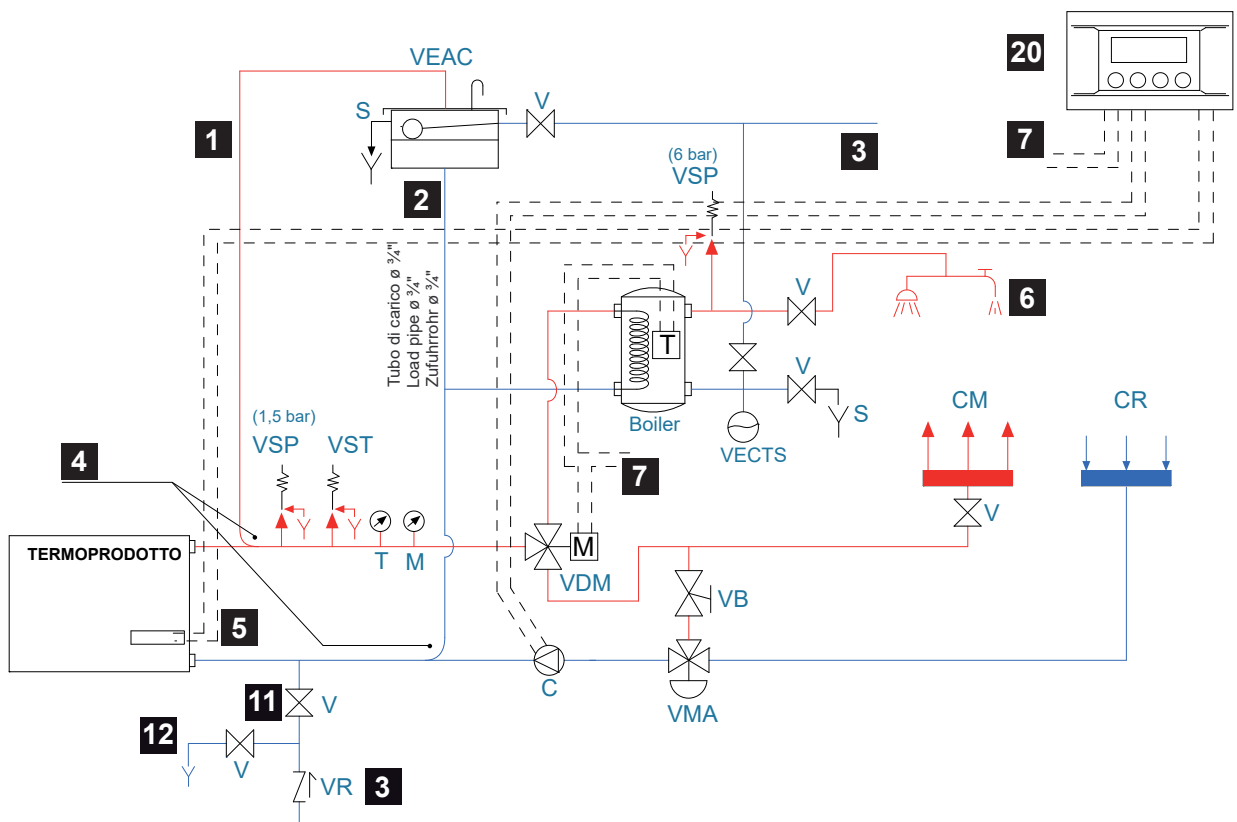 VEAC
20
S
V
1
3
7
(6 bar)
VSP
2
Tubo di carico ø ¾"
Load pipe ø ¾"
Zufuhrrohr ø ¾"
V
6
T
V
S
Boiler
VECTS
CM
CR
(1,5 bar)
VSP
VST
4
7
V
TERMOPRODOTTO
T
M
M
VDM
VB
5
C
VMA
11
V
12
V
VR
3